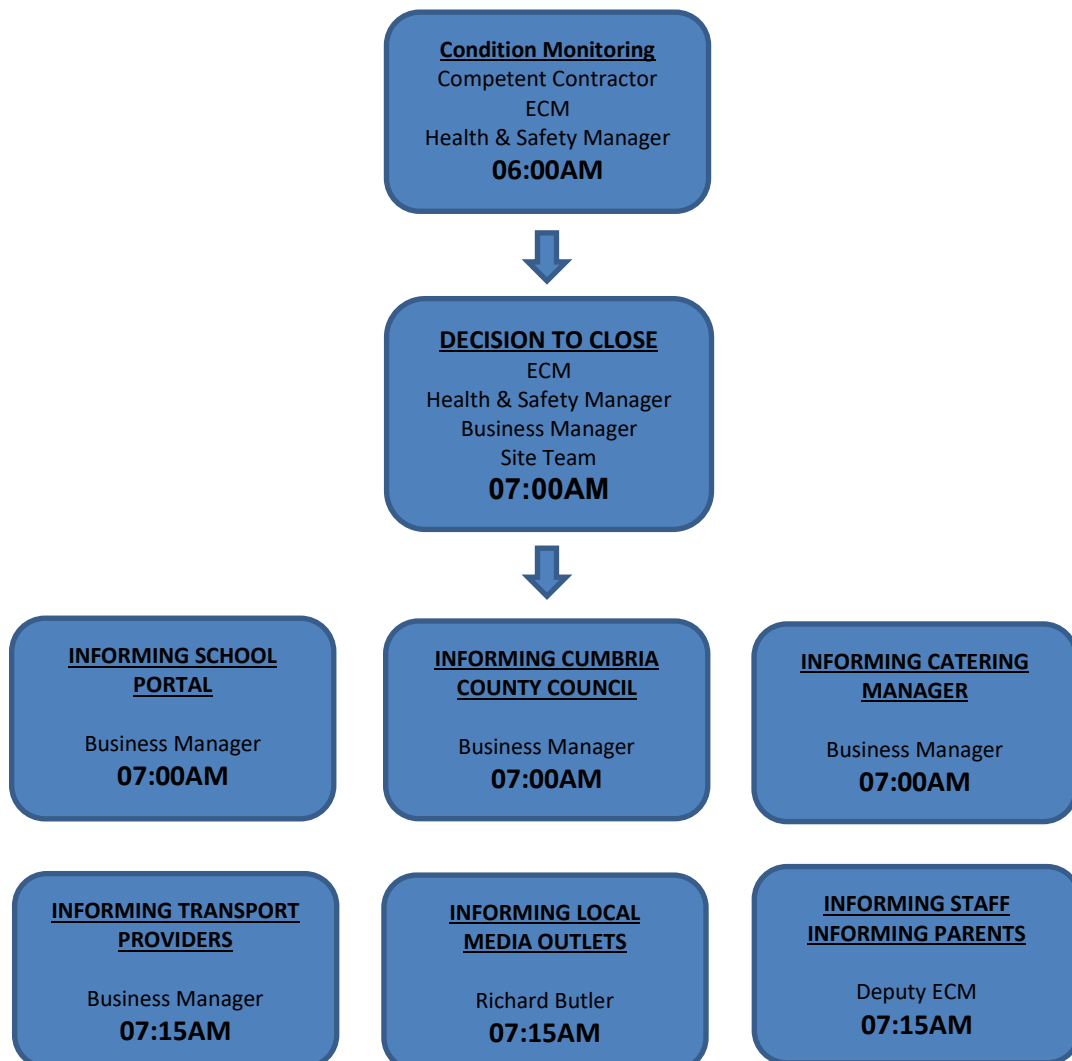 Condition Monitoring
Competent Contractor
ECM
Health & Safety Manager
06:00AM
DECISION TO CLOSE
ECM
Health & Safety Manager
Business Manager
Site Team
07:00AM
INFORMING SCHOOL
PORTAL
Business Manager
07:00AM
INFORMING CUMBRIA
COUNTY COUNCIL
Business Manager
07:00AM
INFORMING CATERING
MANAGER
Business Manager
07:00AM
INFORMING TRANSPORT
PROVIDERS
Business Manager
07:15AM
INFORMING LOCAL
MEDIA OUTLETS
Richard Butler
07:15AM
INFORMING STAFF
INFORMING PARENTS
Deputy ECM
07:15AM